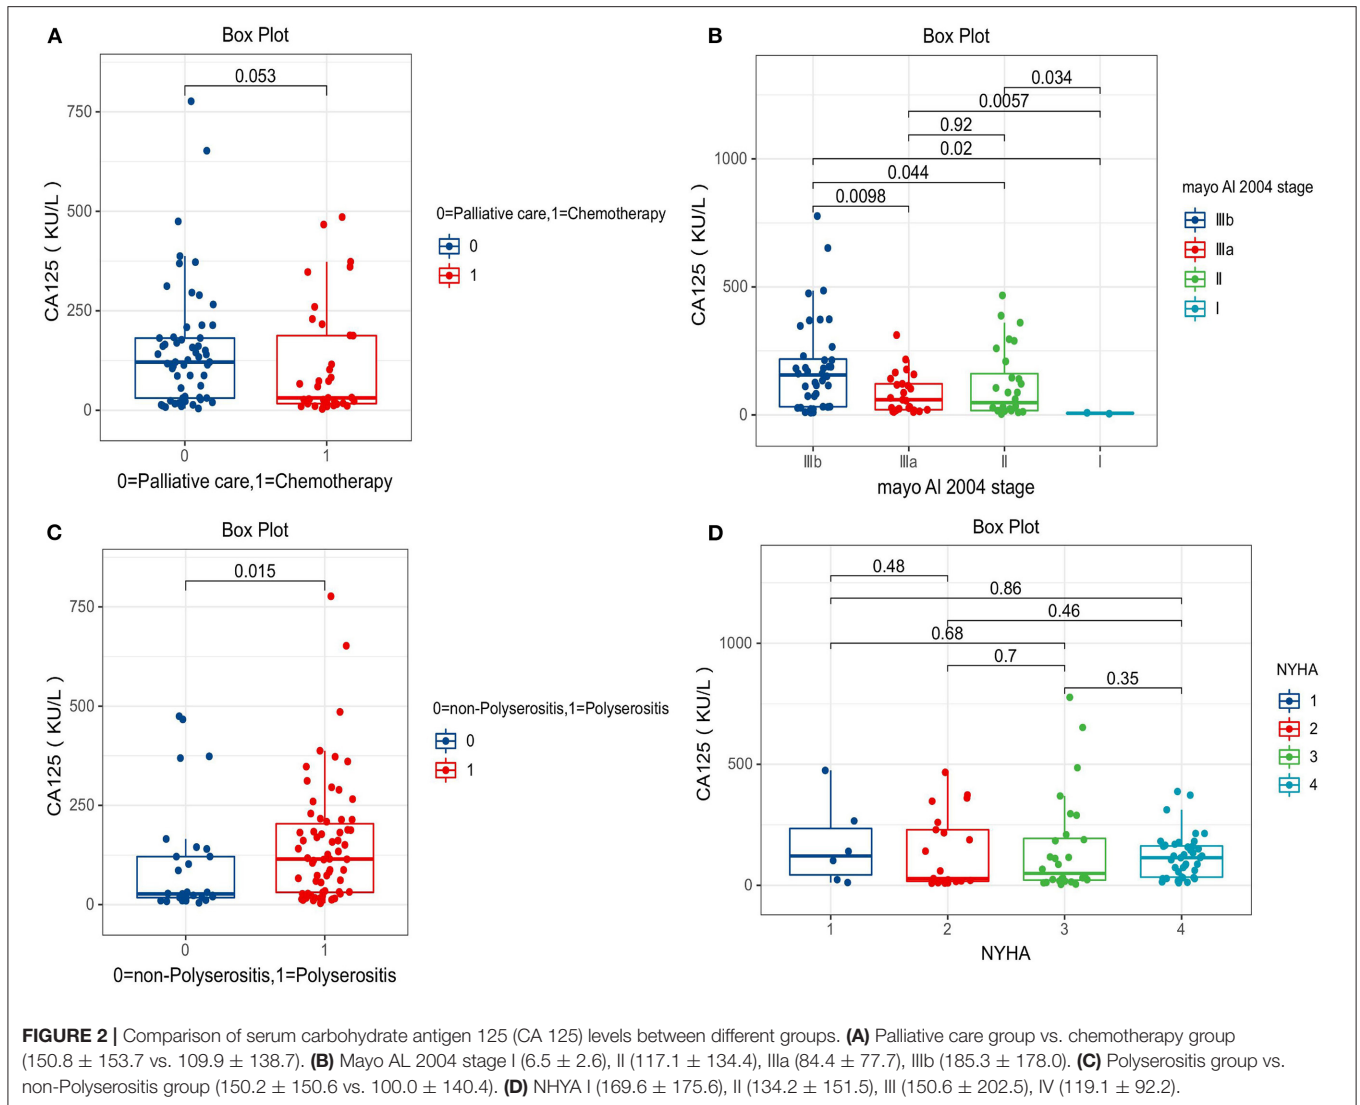 A
Box Plot
0.053
750
500
250
0
CA125 ( KU/L )
0
1
0=Palliative care,1=Chemotherapy
0=Palliative care,1=Chemotherapy
0
1
B
Box Plot
0.034
0.0057
0.92
0.02
0.044
0.0098
1000
500
0
CA125 ( KU/L )
Ⅲb
Ⅲa
Ⅱ
Ⅰ
mayo Al 2004 stage
mayo Al 2004 stage
Ⅲb
Ⅲa
Ⅱ
Ⅰ
C
Box Plot
0.015
750
500
250
0
CA125 ( KU/L )
0
1
0=non-Polyserositis,1=Polyserositis
0=non-Polyserositis,1=Polyserositis
0
1
D
Box Plot
0.48
0.86
0.46
0.68
0.7
0.35
1000
500
0
CA125 ( KU/L )
1
2
3
4
NYHA
NYHA
1
2
3
4
FIGURE 2 | Comparison of serum carbohydrate antigen 125 (CA 125) levels between different groups. (A) Palliative care group vs. chemotherapy group
(150.8 ± 153.7 vs. 109.9 ± 138.7). (B) Mayo AL 2004 stage I (6.5 ± 2.6), II (117.1 ± 134.4), IIIa (84.4 ± 77.7), IIIb (185.3 ± 178.0). (C) Polyserositis group vs.
non-Polyserositis group (150.2 ± 150.6 vs. 100.0 ± 140.4). (D) NHYA I (169.6 ± 175.6), II (134.2 ± 151.5), III (150.6 ± 202.5), IV (119.1 ± 92.2).